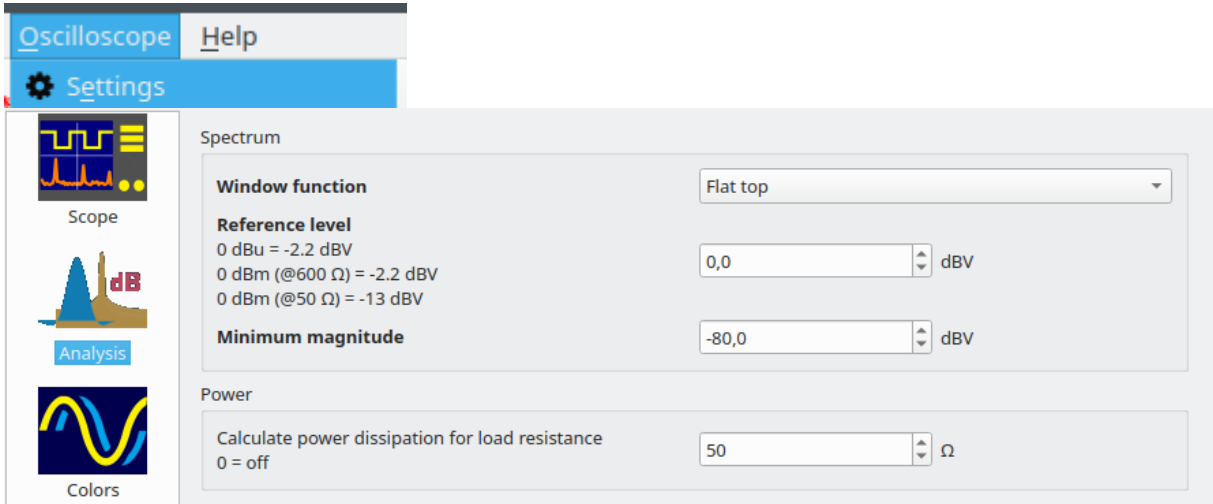 Oscilloscope Help
Settings
Scope
dB
Analysis
Colors
Spectrum
Window function Flat top
Reference level
0 dBu = -2.2 dBV
0 dBm (@600 Ω) = -2.2 dBV
0 dBm (@50 Ω) = -13 dBV
0,0 dBV
Minimum magnitude -80,0 dBV
Power
Calculate power dissipation for load resistance
0 = off
50 Ω